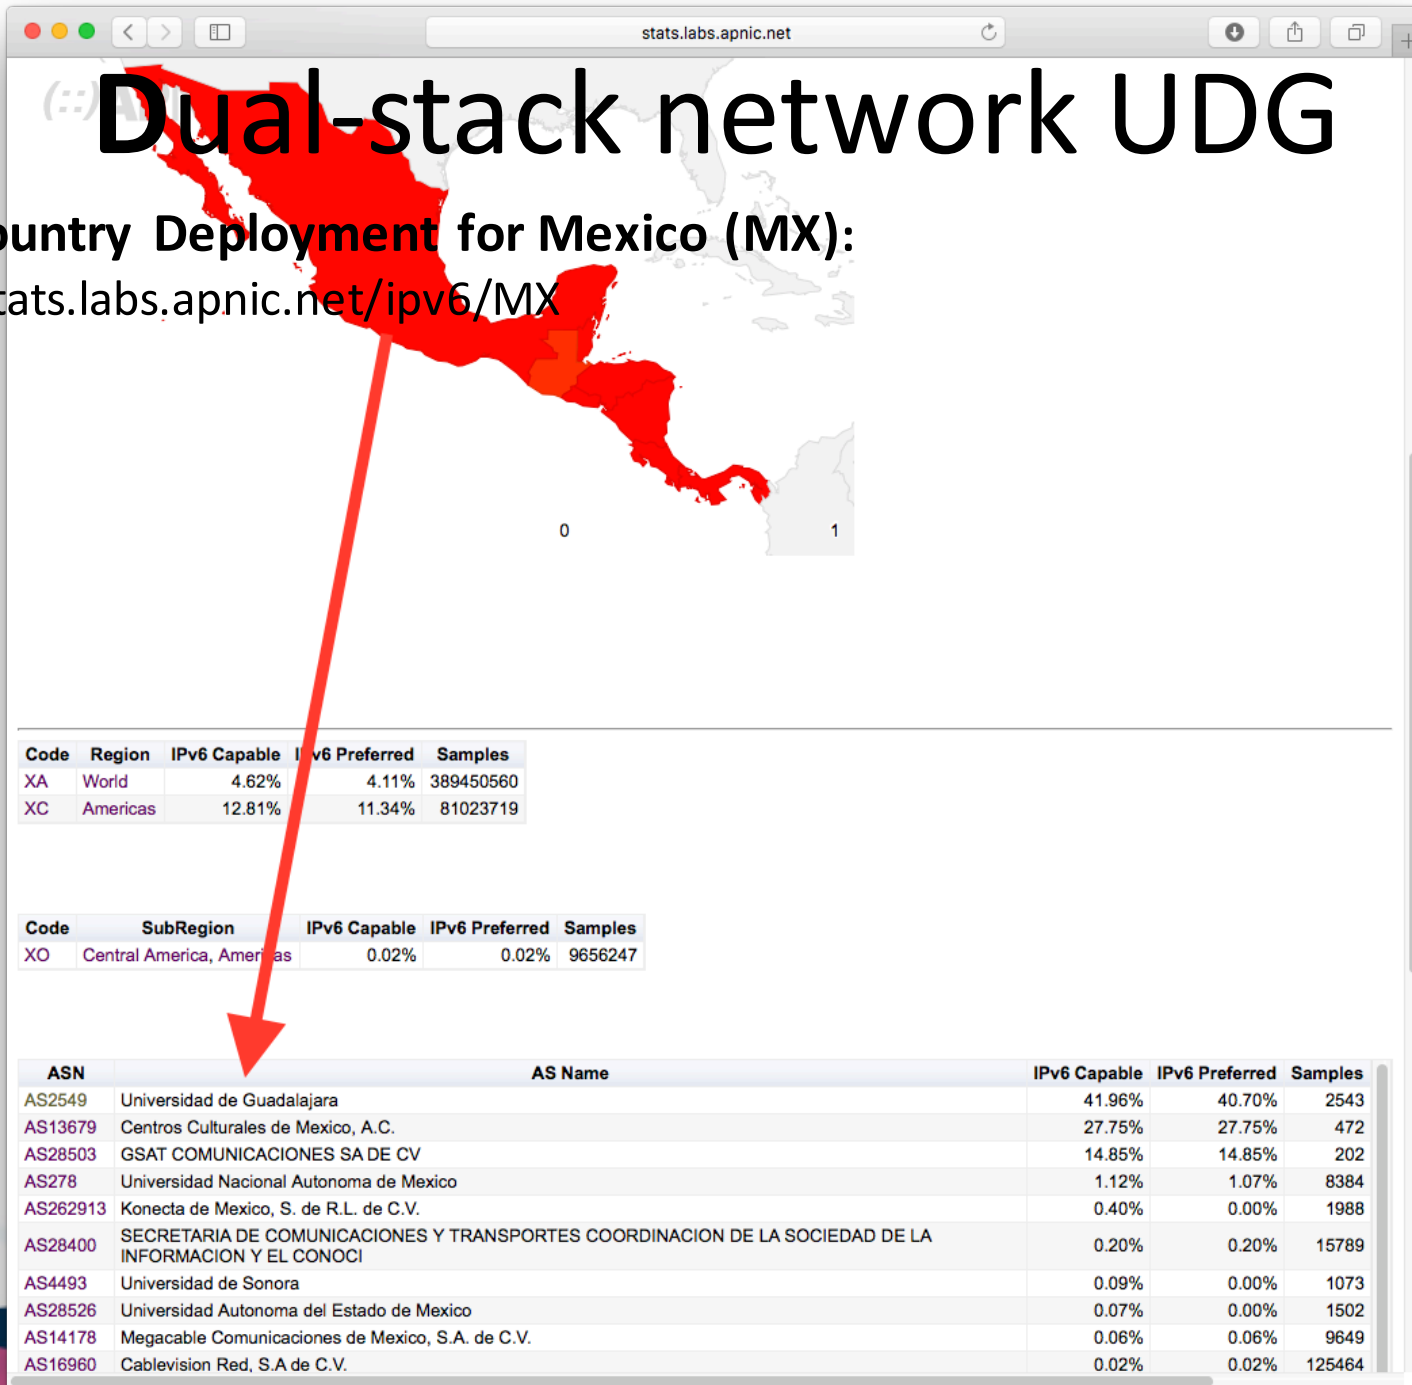 stats.labs.apnic.net
Dual-stack network UDG
ountry Deployment for Mexico (MX):
tats.labs.apnic.net/ipv6/MX
0 1
Code Region IPv6 Capable IPv6 Preferred Samples
XA World 4.62% 4.11% 389450560
XC Americas 12.81% 11.34% 81023719
Code SubRegion IPv6 Capable IPv6 Preferred Samples
XO Central America, Americas 0.02% 0.02% 9656247
ASN AS Name IPv6 Capable IPv6 Preferred Samples
AS2549 Universidad de Guadalajara 41.96% 40.70% 2543
AS13679 Centros Culturales de Mexico, A.C. 27.75% 27.75% 472
AS28503 GSAT COMUNICACIONES SA DE CV 14.85% 14.85% 202
AS278 Universidad Nacional Autonoma de Mexico 1.12% 1.07% 8384
AS262913 Konecta de Mexico, S. de R.L. de C.V. 0.40% 0.00% 1988
AS28400 SECRETARIA DE COMUNICACIONES Y TRANSPORTES COORDINACION DE LA SOCIEDAD DE LA
INFORMACION Y EL CONOCI 0.20% 0.20% 15789
AS4493 Universidad de Sonora 0.09% 0.00% 1073
AS28526 Universidad Autonoma del Estado de Mexico 0.07% 0.00% 1502
AS14178 Megacable Comunicaciones de Mexico, S.A. de C.V. 0.06% 0.06% 9649
AS16960 Cablevision Red, S.A de C.V. 0.02% 0.02% 125464